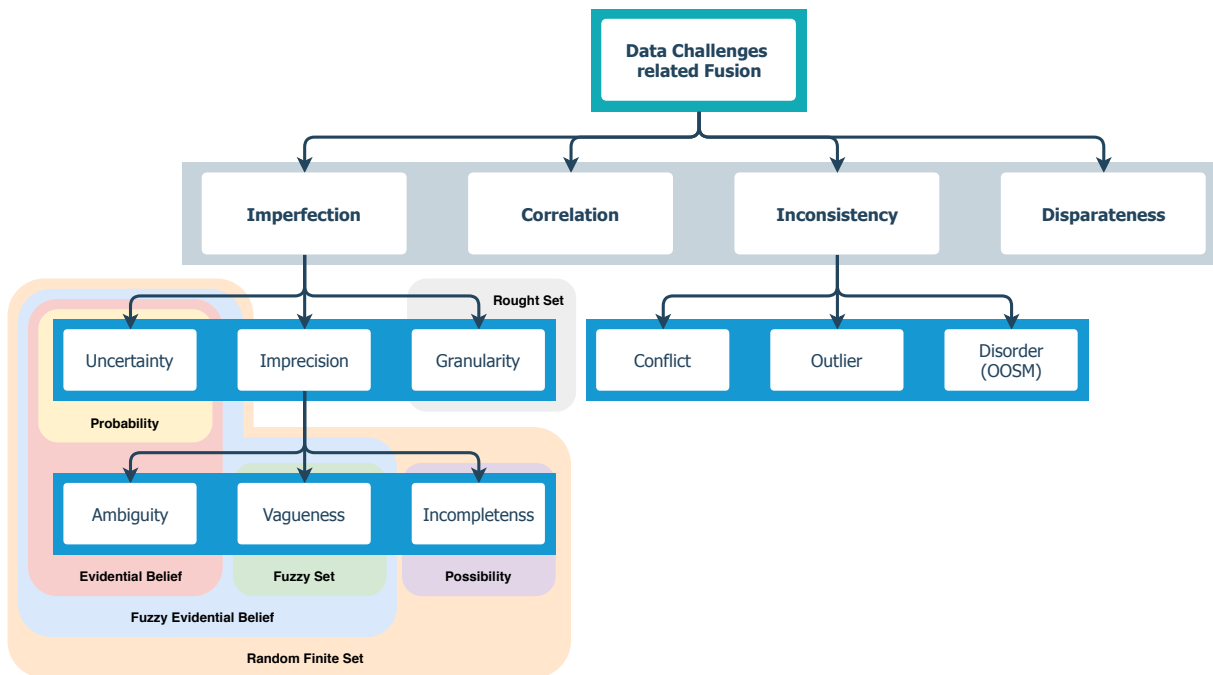 Data Challenges
related Fusion
Imperfection
Correlation
Inconsistency
Disparateness
Rought Set
Uncertainty
Imprecision
Granularity
Conflict
Outlier
Disorder
(OOSM)
Probability
Ambiguity
Vagueness
Incompletenss
Evidential Belief
Fuzzy Set
Possibility
Fuzzy Evidential Belief
Random Finite Set